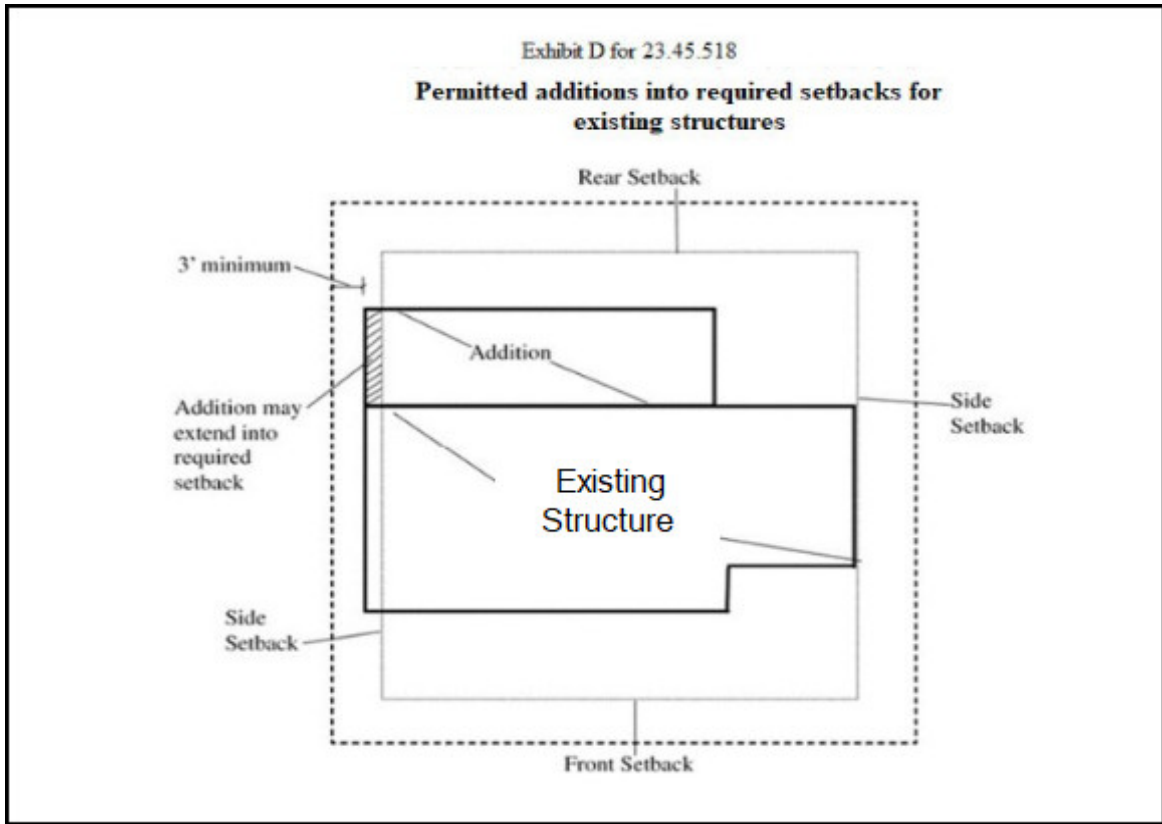 Exhibit D for 23.45.518
Permitted additions into required setbacks for
existing structures
Rear Setback
3' minimum
Addition
Addition may
extend into
required
setback
Side
Setback
Existing
Structure
Side
Setback
Front Setback